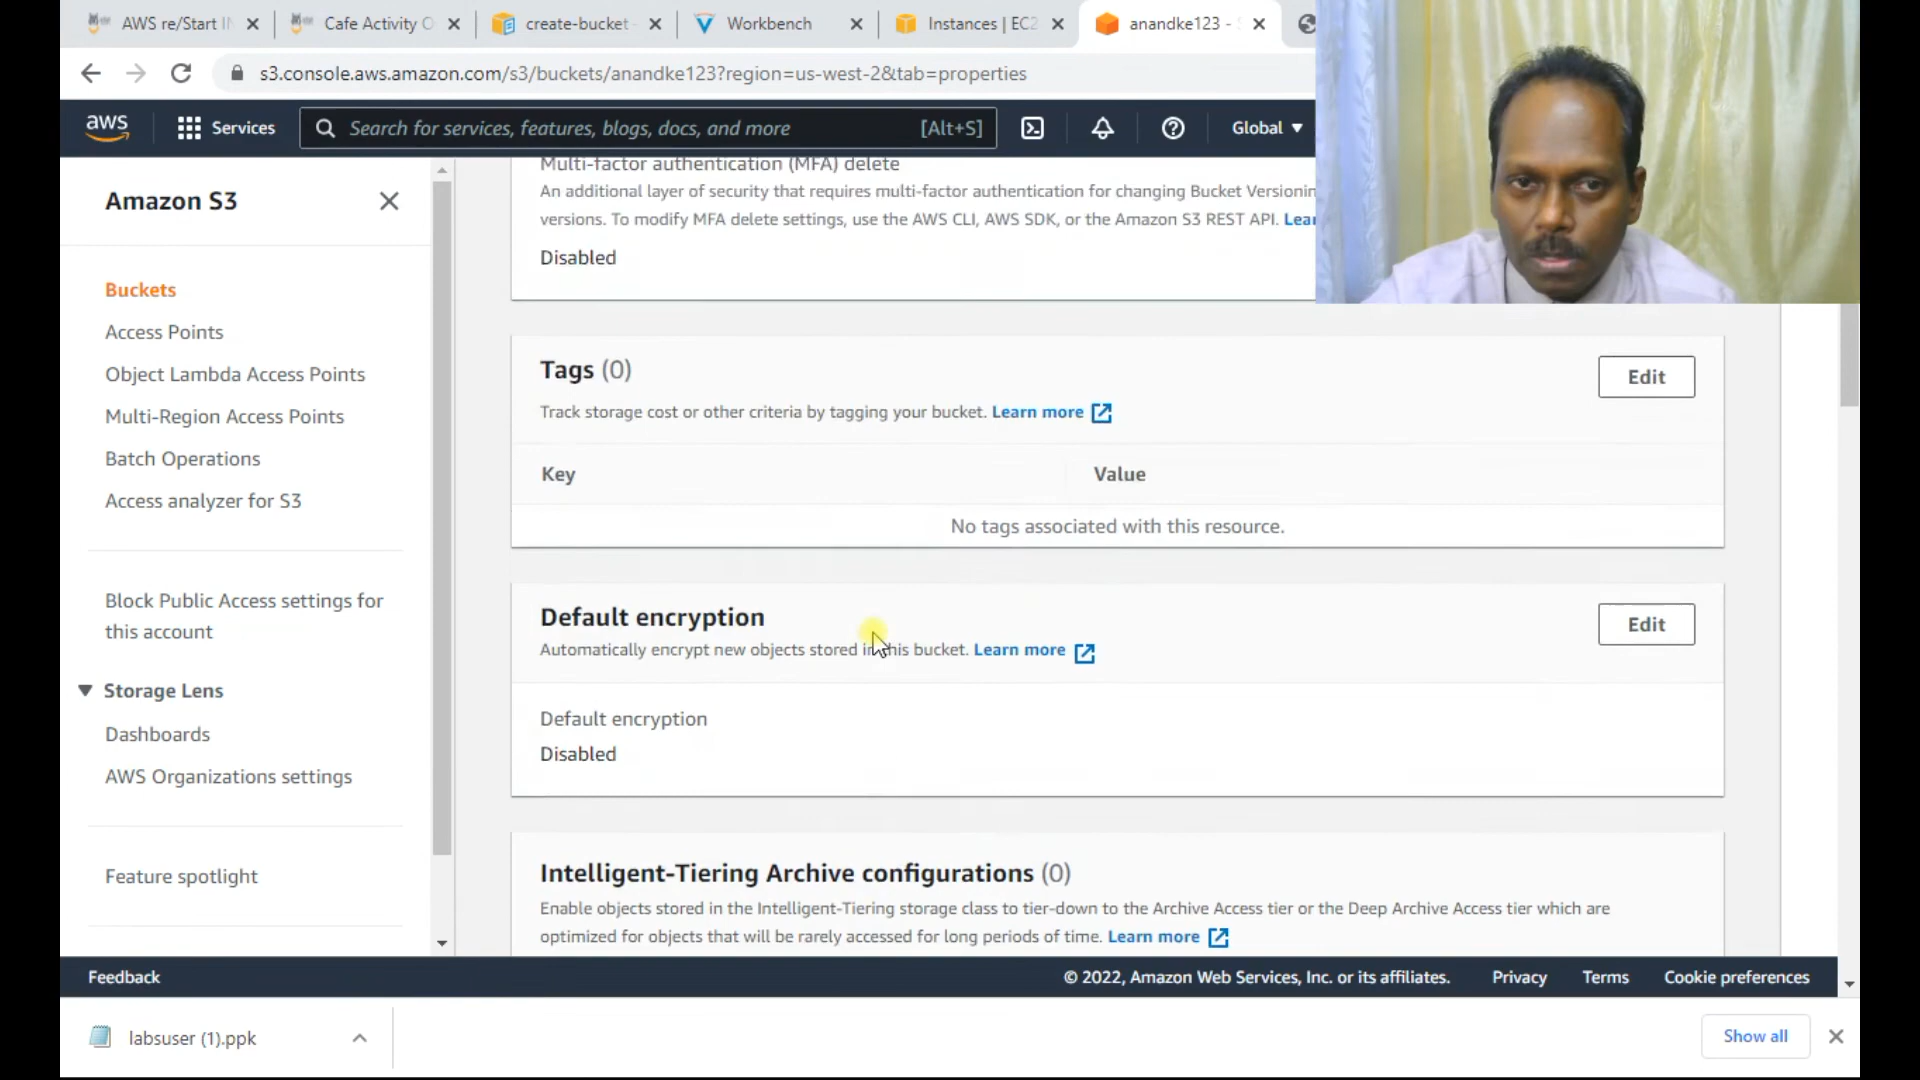 AWS re/Start
Cafe Activity
create-bucket
Workbench
Instances | EC2
anandke123 -
s3.console.aws.amazon.com/s3/buckets/anandke123?region=us-west-2&tab=properties
aws
Services
Search for services, features, blogs, docs, and more
[Alt+S]
Global
Amazon S3
Buckets
Access Points
Object Lambda Access Points
Multi-Region Access Points
Batch Operations
Access analyzer for S3
Block Public Access settings for
this account
Storage Lens
Dashboards
AWS Organizations settings
Feature spotlight
Multi-factor authentication (MFA) delete
An additional layer of security that requires multi-factor authentication for changing Bucket
versions. To modify MFA delete settings, use the AWS CLI, AWS SDK, or the Amazon S3 REST API.
Disabled
Tags (0)
Edit
Track storage cost or other criteria by tagging your bucket. Learn more
Key
Value
No tags associated with this resource.
Default encryption
Edit
Automatically encrypt new objects stored in this bucket. Learn more
Default encryption
Disabled
Intelligent-Tiering Archive configurations (0)
Enable objects stored in the Intelligent-Tiering storage class to tier-down to the Archive Access tier or the Deep Archive Access tier which are
optimized for objects that will be rarely accessed for long periods of time. Learn more
Feedback
© 2022, Amazon Web Services, Inc. or its affiliates.
Privacy
Terms
Cookie preferences
labsuser (1).ppk
Show all